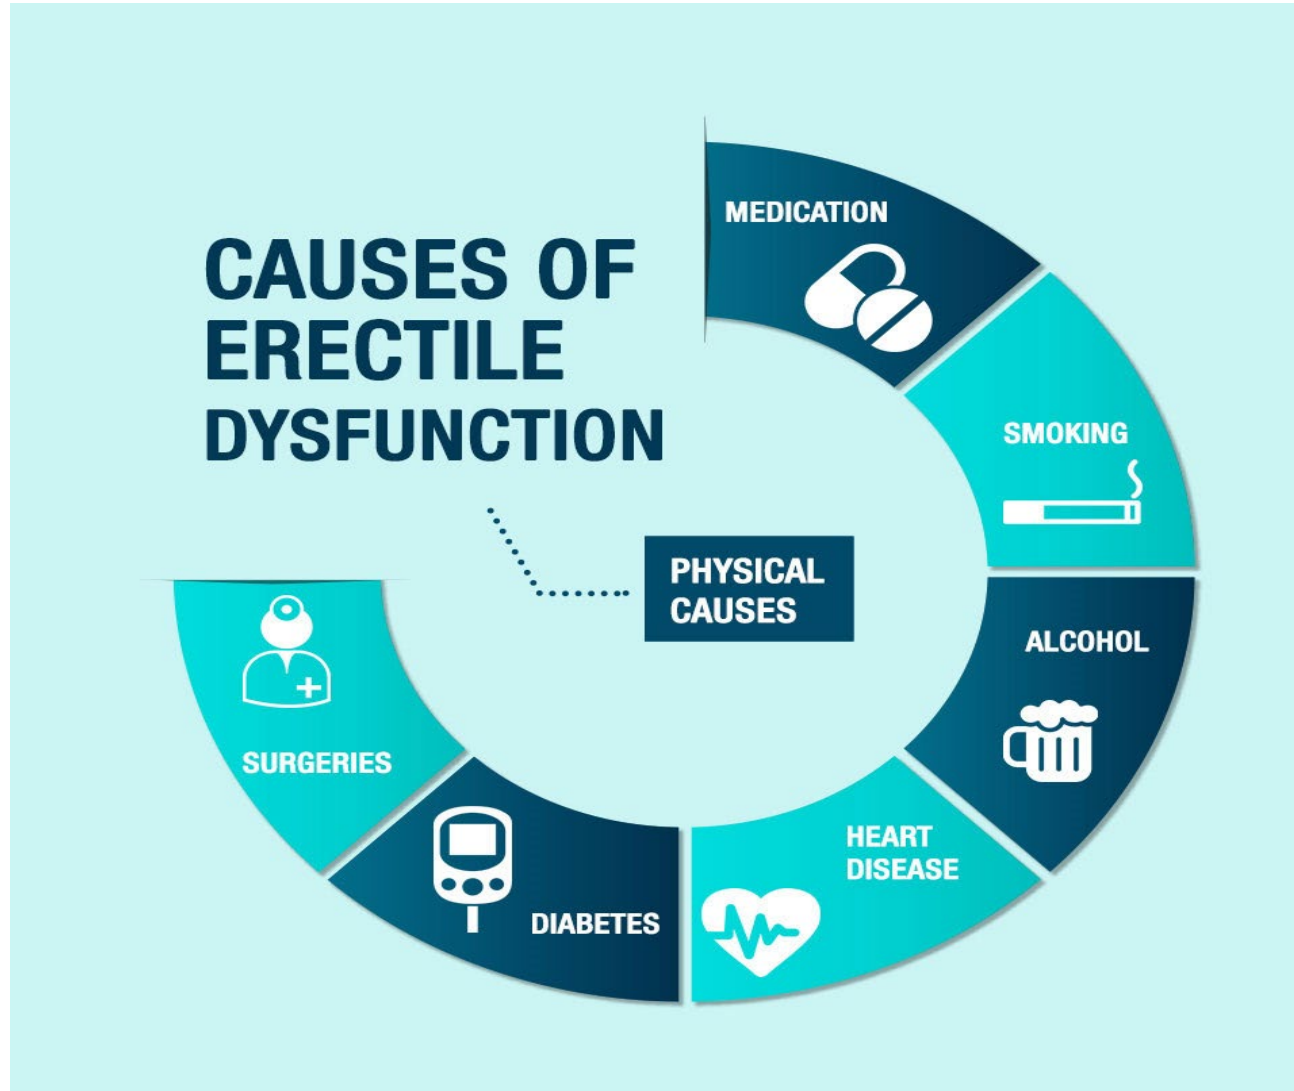 CAUSES OF
ERECTILE
DYSFUNCTION
PHYSICAL
CAUSES
MEDICATION
SMOKING
ALCOHOL
HEART
DISEASE
DIABETES
SURGERIES